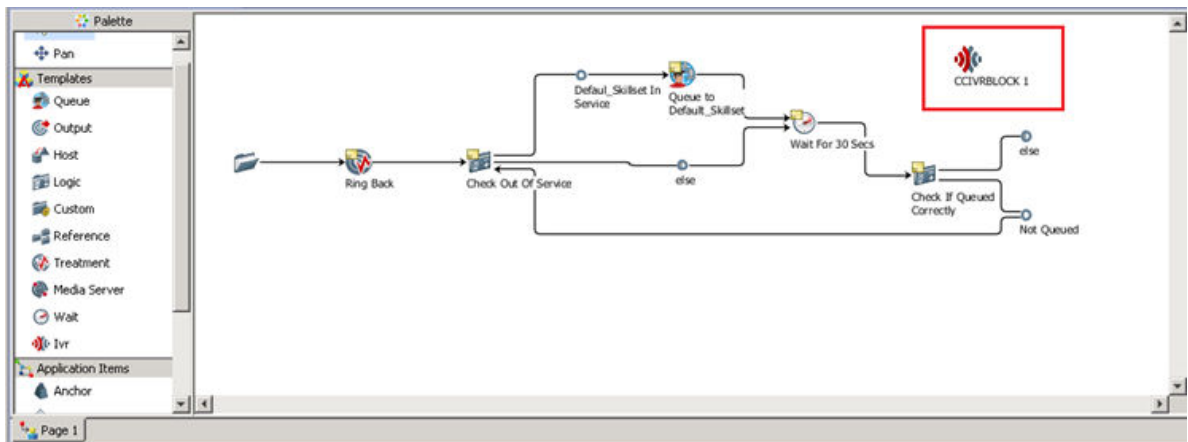 Palette
Pan
Templates
Queue
Output
Host
Logic
Custom
Reference
Treatment
Media Server
Wait
Ivr
Application Items
Anchor
Page 1
Ring Back
Check Out Of Service
Defaul_Skillset In
Service
Queue to
Default_Skillset
else
Wait For 30 Secs
Check If Queued
Correctly
else
Not Queued
CCIVRBLOCK 1